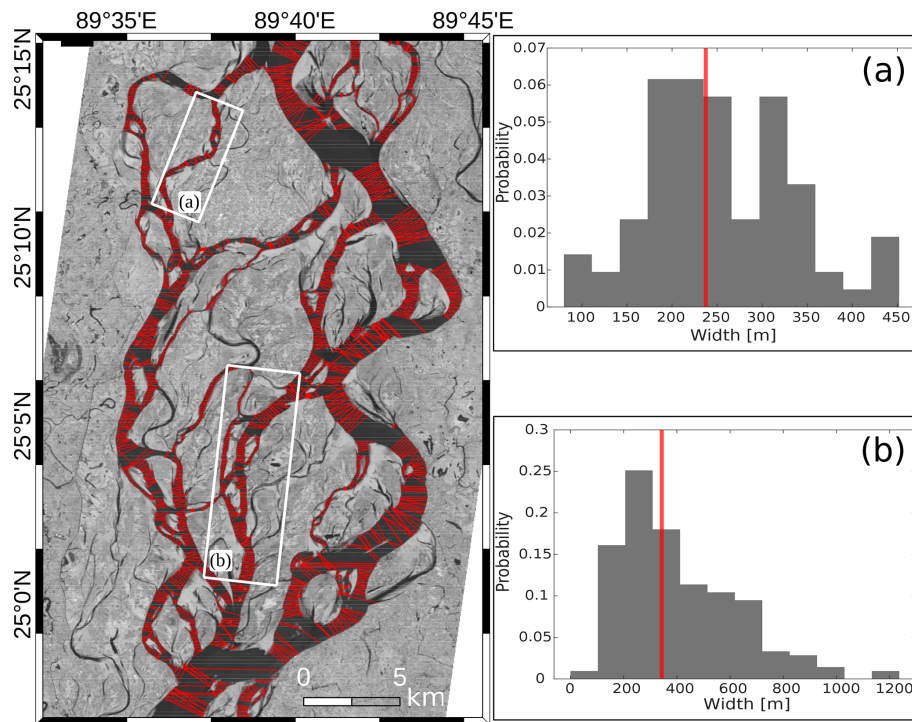 89°35'E 89°40'E 89°45'E
25°15'N
25°10'N
25°5'N
25°0'N
(a)
(b)
0 5
km
(a)
Probability
0.07
0.06
0.05
0.04
0.03
0.02
0.01
0
100 150 200 250 300 350 400 450
Width [m]
(b)
Probability
0.3
0.25
0.2
0.15
0.1
0.05
0
0 200 400 600 800 1000 1200
Width [m]